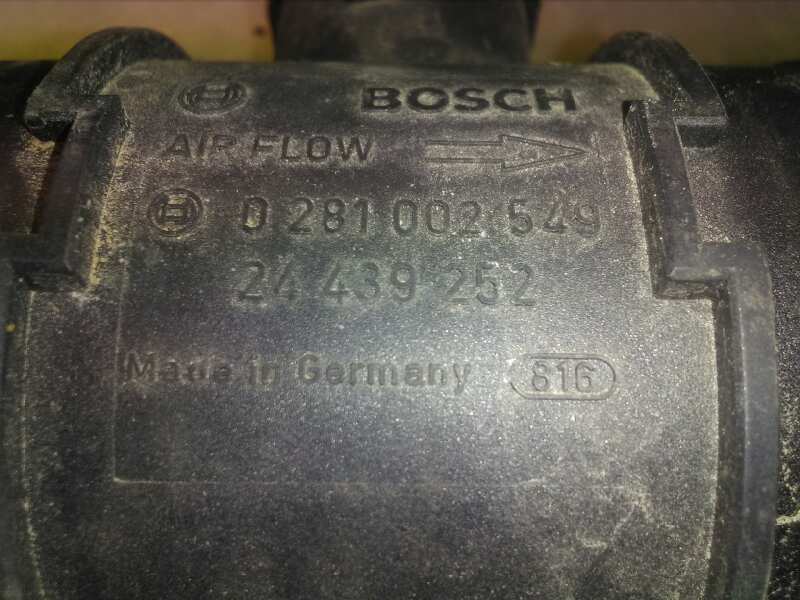 BOSCH
AIR FLOW
0 281 002 549
24 439 252
Made in Germany 816